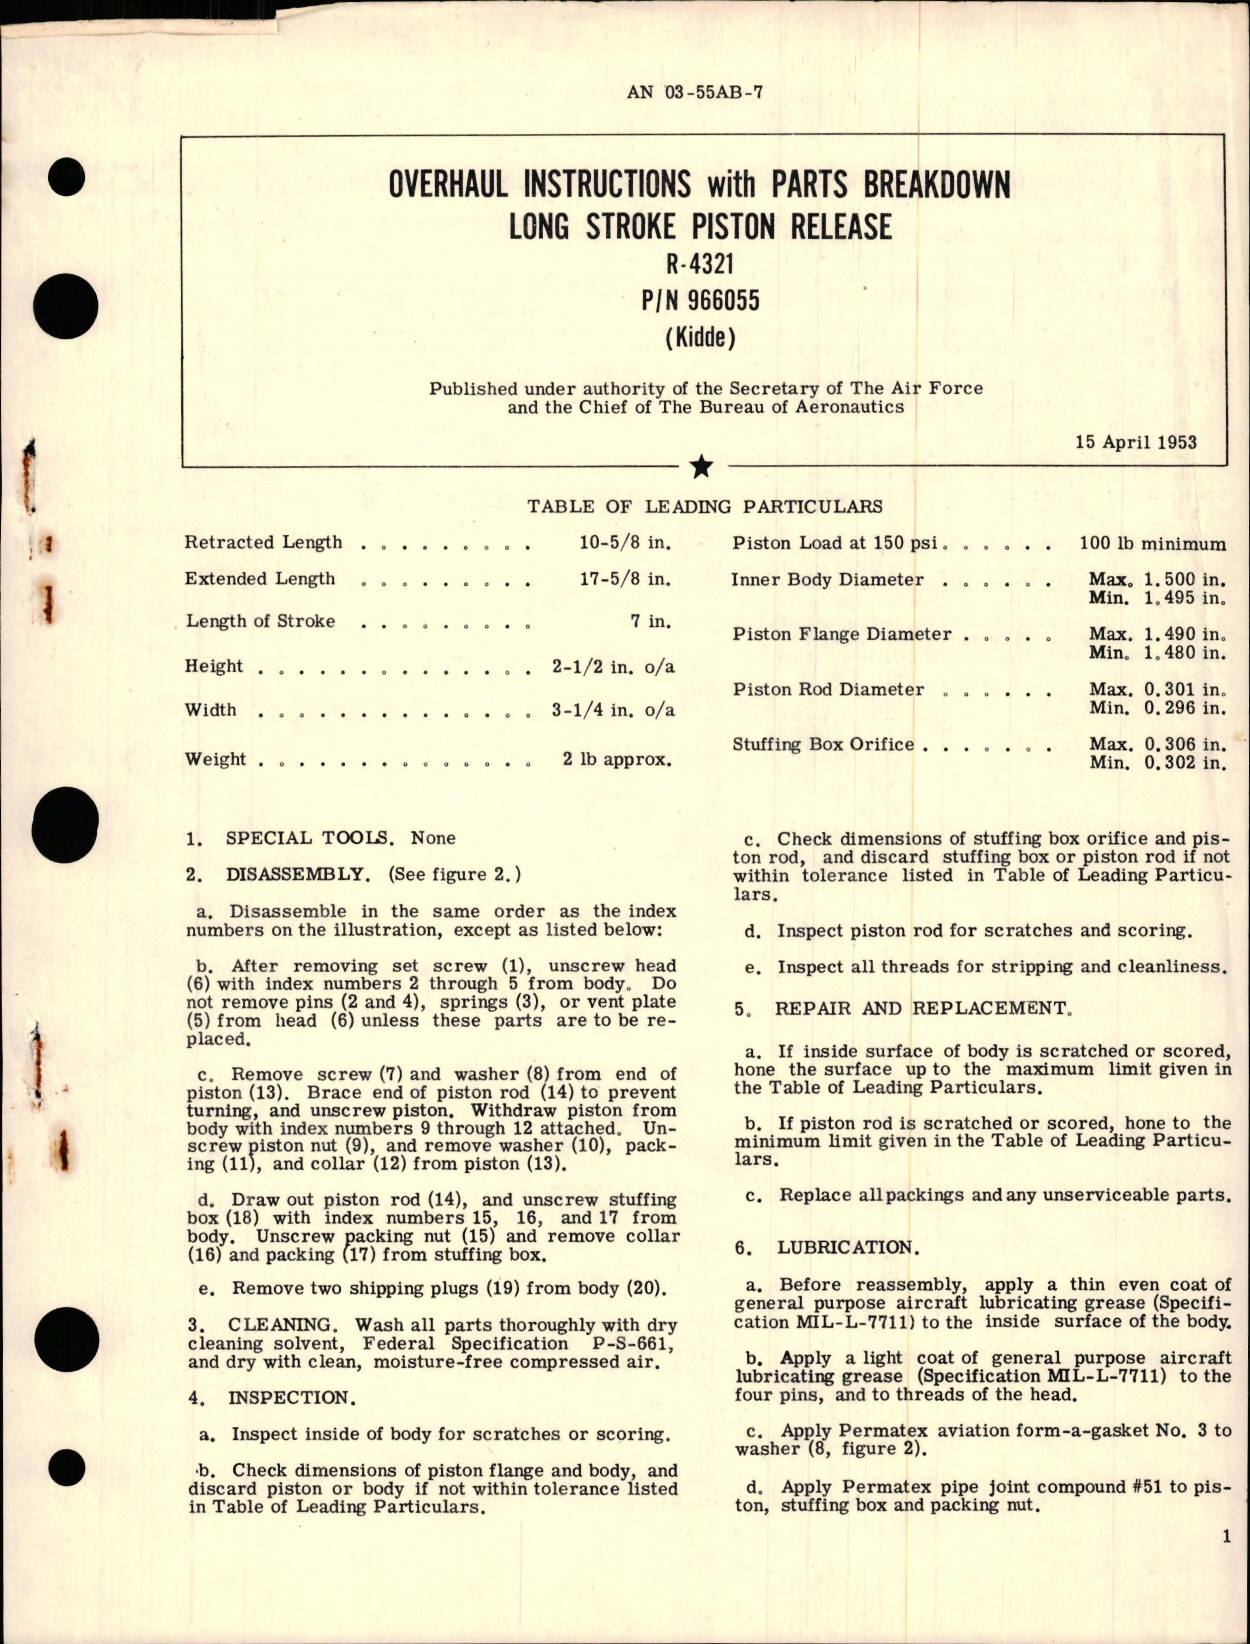 AN 03-55AB-7
OVERHAUL INSTRUCTIONS with PARTS BREAKDOWN
LONG STROKE PISTON RELEASE
R-4321
P/N 966055
(Kidde)
Published under authority of the Secretary of The Air Force
and the Chief of The Bureau of Aeronautics
15 April 1953
TABLE OF LEADING PARTICULARS
Retracted Length . . . . . . . . . 10-5/8 in.
Extended Length . . . . . . . . . 17-5/8 in.
Length of Stroke . . . . . . . . . 7 in.
Height . . . . . . . . . . . . . . 2-1/2 in. o/a
Width . . . . . . . . . . . . . . 3-1/4 in. o/a
Weight . . . . . . . . . . . . . . 2 lb approx.
Piston Load at 150 psi . . . . . . 100 lb minimum
Inner Body Diameter . . . . . . Max. 1.500 in.
Min. 1.495 in.
Piston Flange Diameter . . . . . Max. 1.490 in.
Min. 1.480 in.
Piston Rod Diameter . . . . . . Max. 0.301 in.
Min. 0.296 in.
Stuffing Box Orifice . . . . . . . Max. 0.306 in.
Min. 0.302 in.
1. SPECIAL TOOLS. None
2. DISASSEMBLY. (See figure 2.)
a. Disassemble in the same order as the index
numbers on the illustration, except as listed below:
b. After removing set screw (1), unscrew head
(6) with index numbers 2 through 5 from body. Do
not remove pins (2 and 4), springs (3), or vent plate
(5) from head (6) unless these parts are to be re-
placed.
c. Remove screw (7) and washer (8) from end of
piston (13). Brace end of piston rod (14) to prevent
turning, and unscrew piston. Withdraw piston from
body with index numbers 9 through 12 attached. Un-
screw piston nut (9), and remove washer (10), pack-
ing (11), and collar (12) from piston (13).
d. Draw out piston rod (14), and unscrew stuffing
box (18) with index numbers 15, 16, and 17 from
body. Unscrew packing nut (15) and remove collar
(16) and packing (17) from stuffing box.
e. Remove two shipping plugs (19) from body (20).
3. CLEANING. Wash all parts thoroughly with dry
cleaning solvent, Federal Specification P-S-661,
and dry with clean, moisture-free compressed air.
4. INSPECTION.
a. Inspect inside of body for scratches or scoring.
b. Check dimensions of piston flange and body, and
discard piston or body if not within tolerance listed
in Table of Leading Particulars.
c. Check dimensions of stuffing box orifice and pis-
ton rod, and discard stuffing box or piston rod if not
within tolerance listed in Table of Leading Particu-
lars.
d. Inspect piston rod for scratches and scoring.
e. Inspect all threads for stripping and cleanliness.
5. REPAIR AND REPLACEMENT.
a. If inside surface of body is scratched or scored,
hone the surface up to the maximum limit given in
the Table of Leading Particulars.
b. If piston rod is scratched or scored, hone to the
minimum limit given in the Table of Leading Particu-
lars.
c. Replace all packings and any unserviceable parts.
6. LUBRICATION.
a. Before reassembly, apply a thin even coat of
general purpose aircraft lubricating grease (Specifi-
cation MIL-L-7711) to the inside surface of the body.
b. Apply a light coat of general purpose aircraft
lubricating grease (Specification MIL-L-7711) to the
four pins, and to threads of the head.
c. Apply Permatex aviation form-a-gasket No. 3 to
washer (8, figure 2).
d. Apply Permatex pipe joint compound #51 to pis-
ton, stuffing box and packing nut.
1